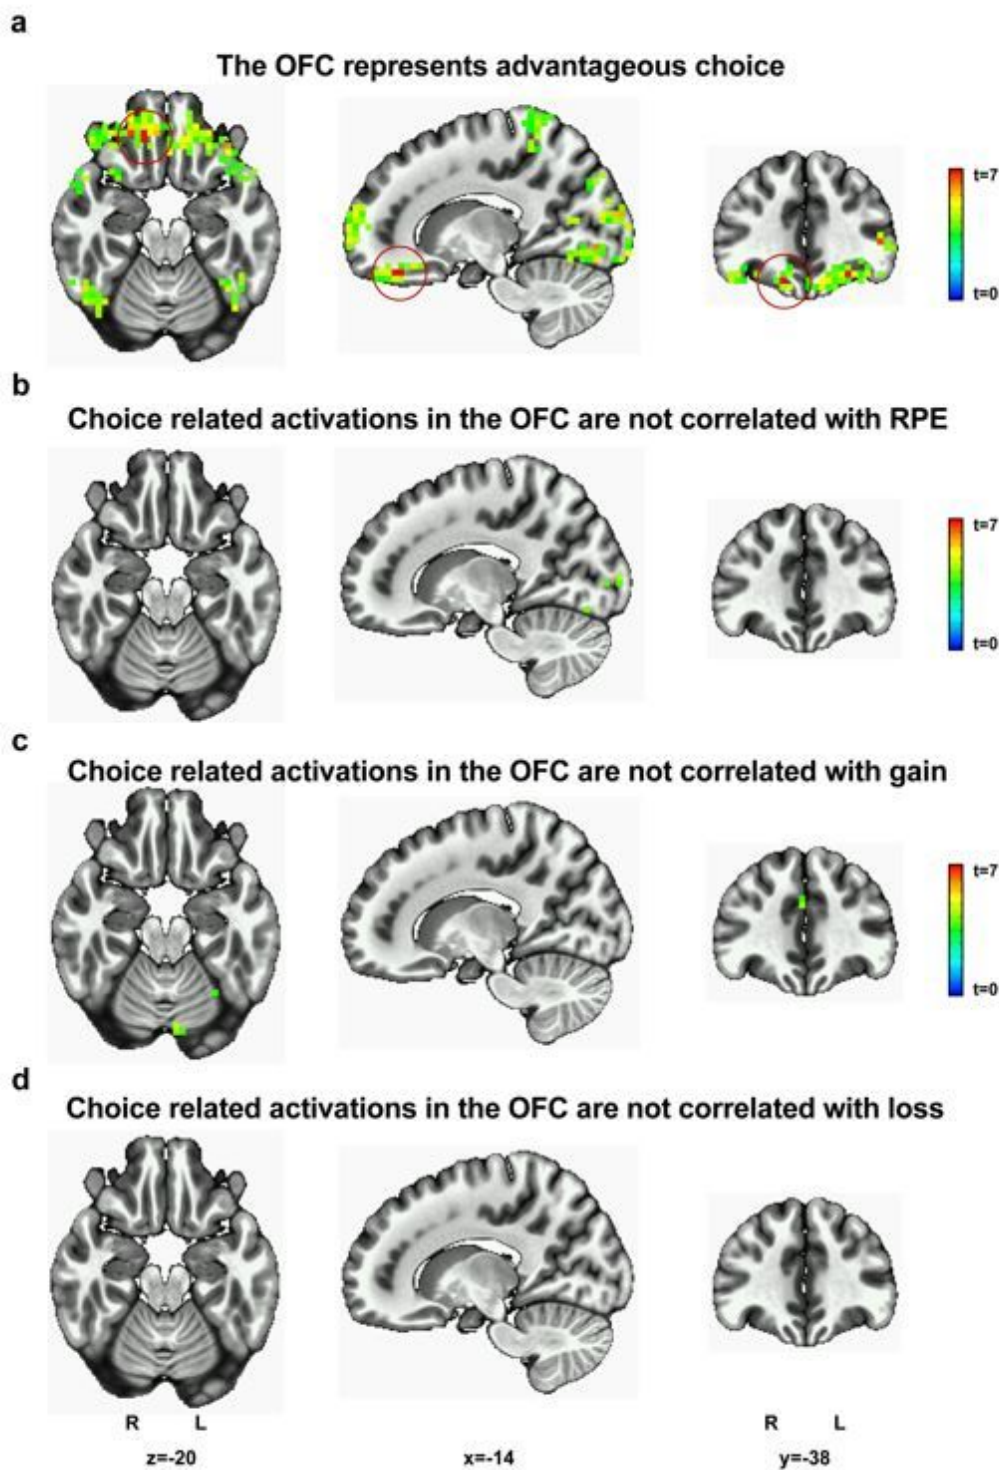 a
The OFC represents advantageous choice
t=7
t=0
b
Choice related activations in the OFC are not correlated with RPE
t=7
t=0
c
Choice related activations in the OFC are not correlated with gain
t=7
t=0
d
Choice related activations in the OFC are not correlated with loss
R L R L
z=-20 x=-14 y=-38